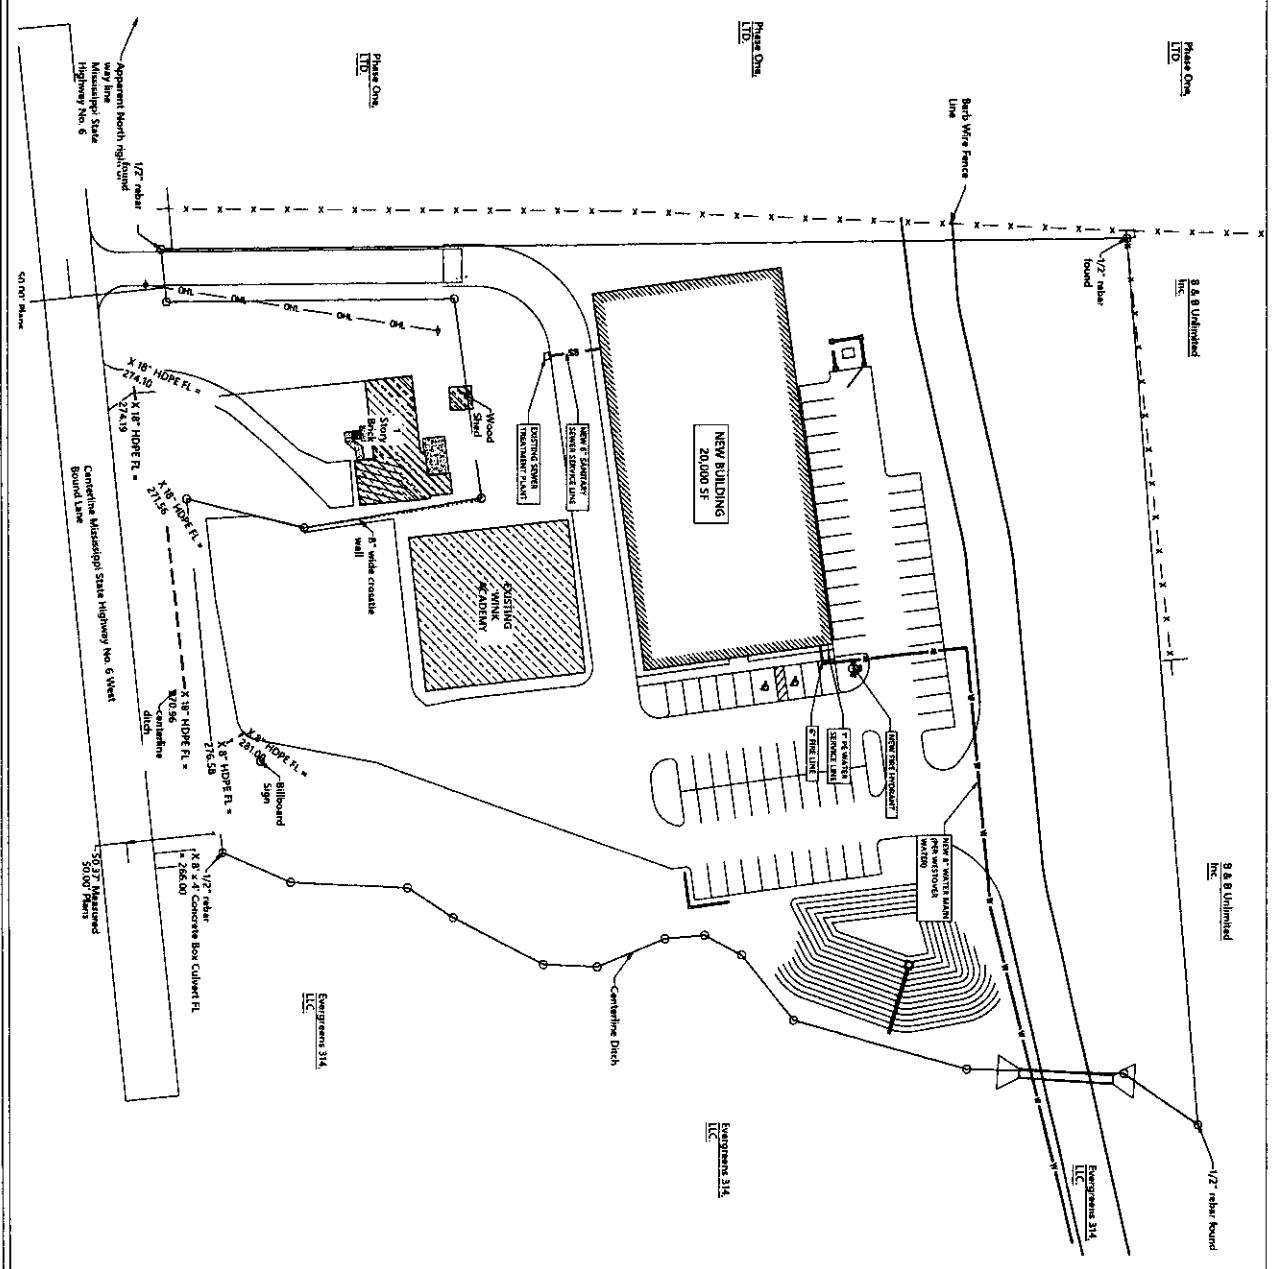 Phase One,
LTD.
Phase One,
LTD.
Phase One,
LTD.
Barb Wire Fence
Line
1/2" rebar
found
B & B Unlimited
Inc.
B & B Unlimited
Inc.
1/2" rebar found
Apparent North right of
way line
Mississippi State
Highway No. 6
1/2" rebar
found
50.00' Plans
OHL
OHL
OHL
OHL
OHL
X 18" HDPE FL =
274.10
X 18" HDPE FL =
274.19
X 18" HDPE FL =
271.56
X 18" HDPE FL =
X 8" HDPE FL =
276.58
X 8" HDPE FL =
Centerline Mississippi State Highway No. 6 West
Bound Lane
centerline
ditch
Billboard
Sign
1
Story
Brick
Wood
Shed
8" wide crosstie
wall
EXISTING
WINK
ACADEMY
EXISTING SEWER
TREATMENT PLANT
NEW 6" SANITARY
SEWER SERVICE LINE
SS
NEW BUILDING
20,000 SF
6" FIRE LINE
1" PE WATER
SERVICE LINE
NEW FIRE HYDRANT
NEW 8" WATER MAIN
(PER WESTOVER
WATER)
Centerline Ditch
1/2" rebar
X 8' x 4' Concrete Box Culvert FL
= 266.00
50.37' Measured
50.00' Plans
Evergreens 314,
LLC.
Evergreens 314,
LLC.
Evergreens 314,
LLC.